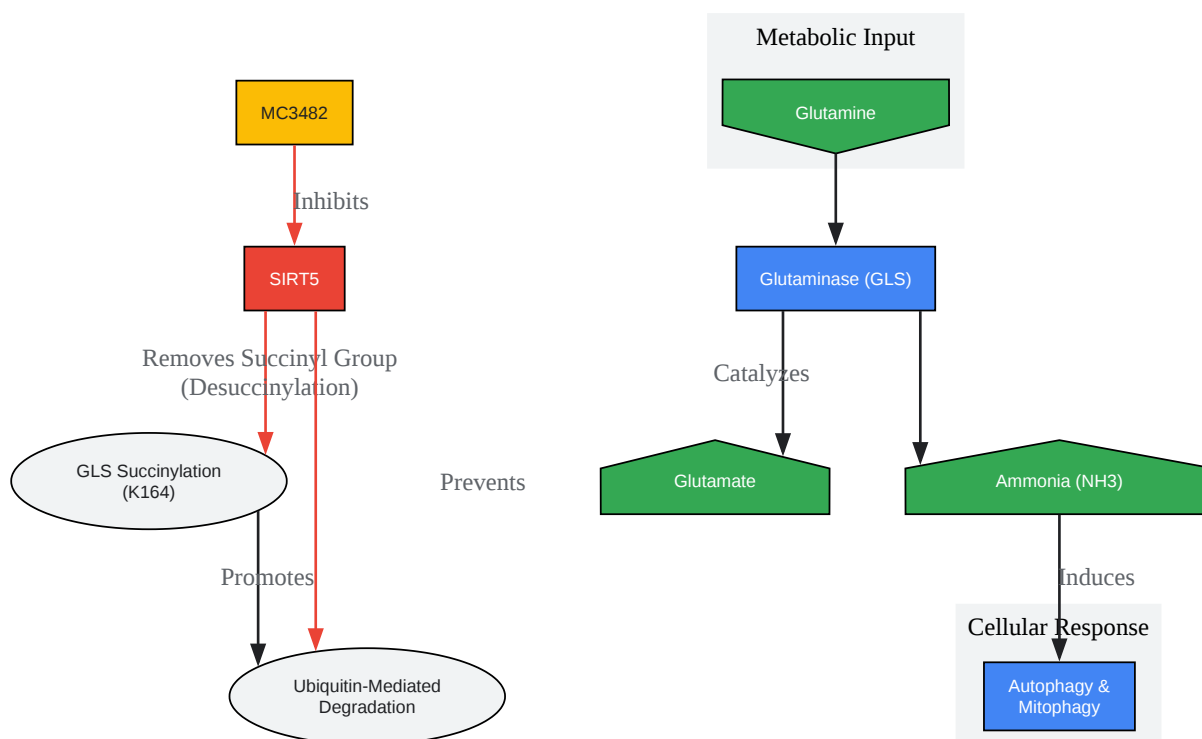 Metabolic Input
MC3482
Glutamine
Inhibits
SIRT5
Glutaminase (GLS)
Removes Succinyl Group
(Desuccinylation)
Catalyzes
GLS Succinylation
(K164)
Prevents
Glutamate
Ammonia (NH3)
Promotes
Induces
Cellular Response
Ubiquitin-Mediated
Degradation
Autophagy &
Mitophagy